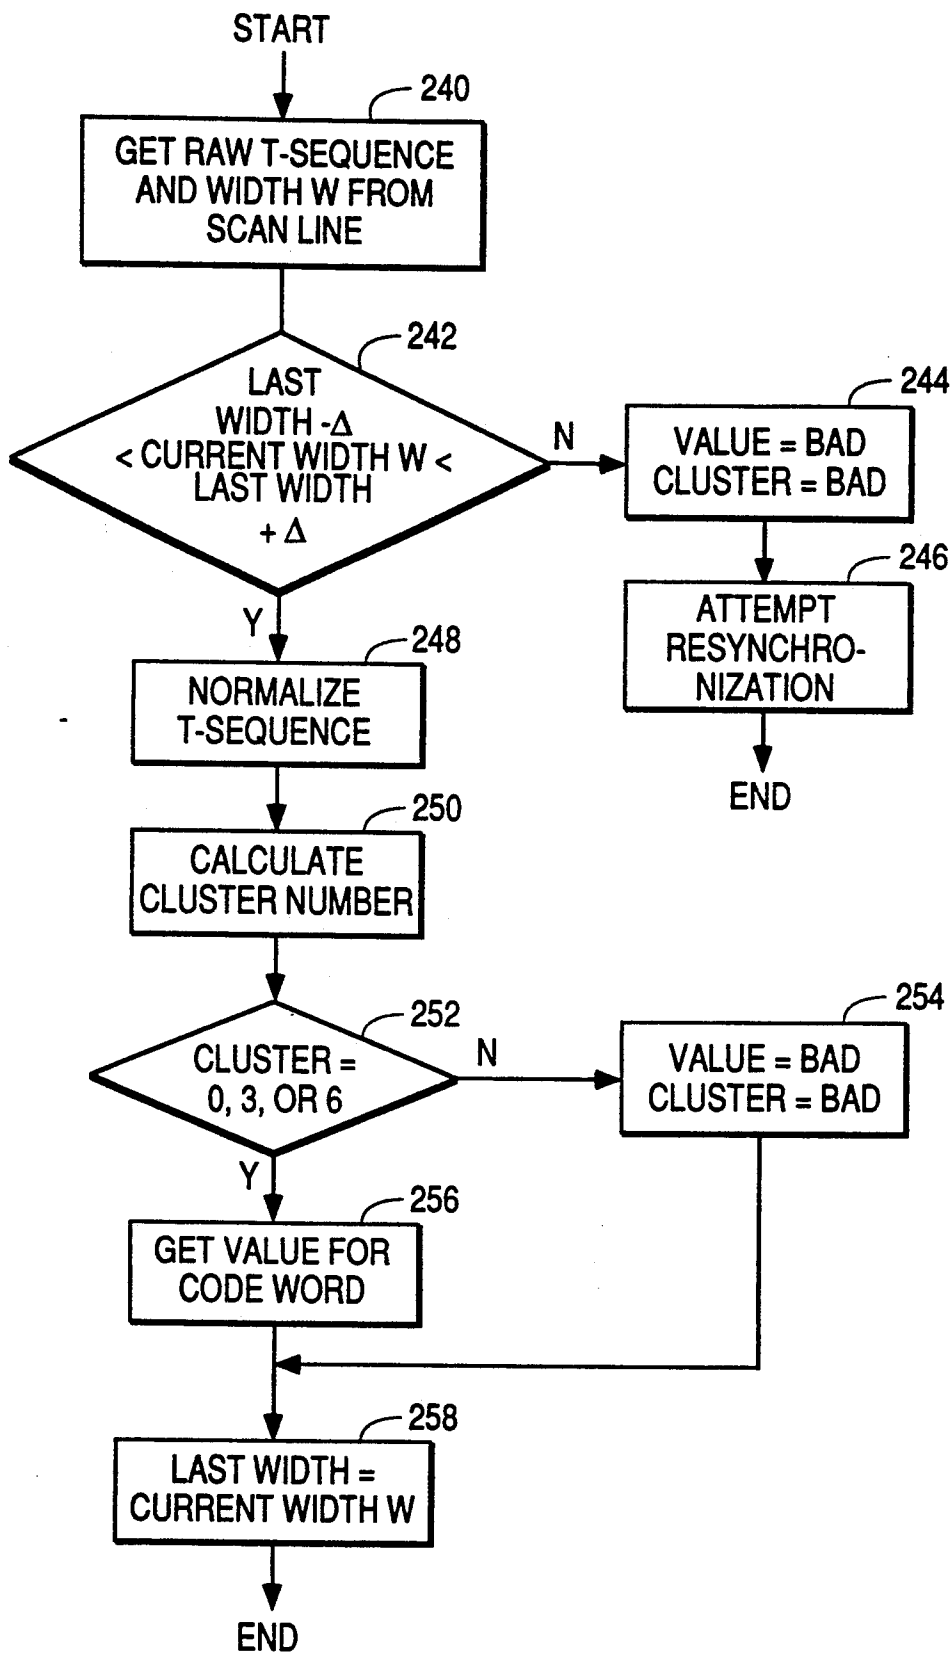 START
240
GET RAW T-SEQUENCE
AND WIDTH W FROM
SCAN LINE
242
LAST
WIDTH -Δ
< CURRENT WIDTH W <
LAST WIDTH
+ Δ
N
244
VALUE = BAD
CLUSTER = BAD
246
ATTEMPT
RESYNCHRO-
NIZATION
END
Y
248
NORMALIZE
T-SEQUENCE
250
CALCULATE
CLUSTER NUMBER
252
CLUSTER =
0, 3, OR 6
N
254
VALUE = BAD
CLUSTER = BAD
Y
256
GET VALUE FOR
CODE WORD
258
LAST WIDTH =
CURRENT WIDTH W
END